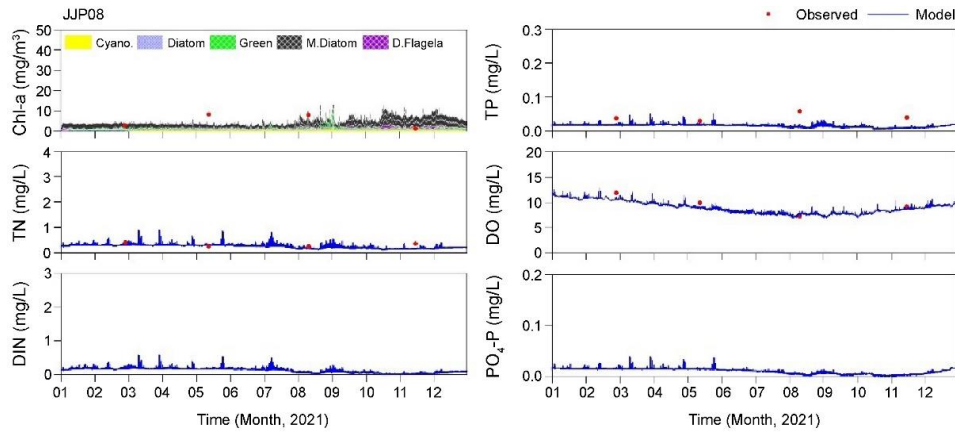 JJP08
Observed Model
Chl-a (mg/m³)
50
40
30
20
10
0
Cyano. Diatom Green M.Diatom D.Flagela
TP (mg/L)
0.3
0.2
0.1
0.0
TN (mg/L)
4
3
2
1
0
DO (mg/L)
20
15
10
5
0
DIN (mg/L)
3
2
1
0
01 02 03 04 05 06 07 08 09 10 11 12
Time (Month, 2021)
PO₄-P (mg/L)
0.2
0.1
0.0
01 02 03 04 05 06 07 08 09 10 11 12
Time (Month, 2021)